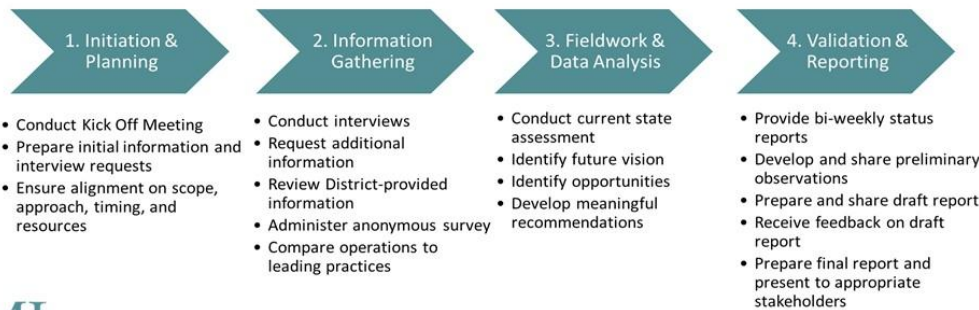 1. Initiation &
Planning
2. Information
Gathering
3. Fieldwork &
Data Analysis
4. Validation &
Reporting
• Conduct Kick Off Meeting
• Prepare initial information and
interview requests
• Ensure alignment on scope,
approach, timing, and
resources
• Conduct interviews
• Request additional
information
• Review District-provided
information
• Administer anonymous survey
• Compare operations to
leading practices
• Conduct current state
assessment
• Identify future vision
• Identify opportunities
• Develop meaningful
recommendations
• Provide bi-weekly status
reports
• Develop and share preliminary
observations
• Prepare and share draft report
• Receive feedback on draft
report
• Prepare final report and
present to appropriate
stakeholders